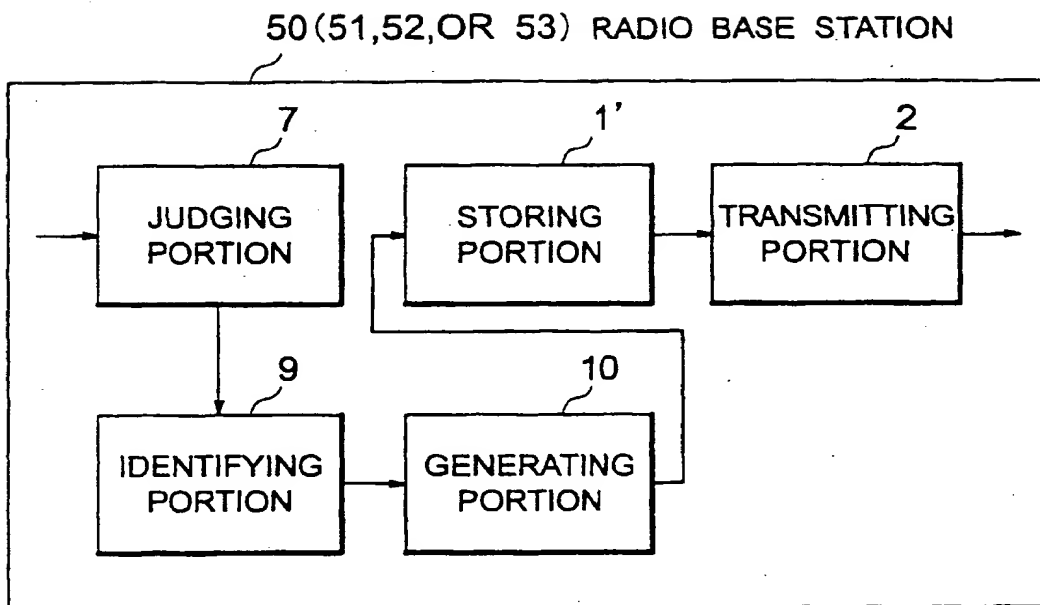 50(51,52,OR 53) RADIO BASE STATION
7
JUDGING
PORTION
1'
STORING
PORTION
2
TRANSMITTING
PORTION
9
IDENTIFYING
PORTION
10
GENERATING
PORTION